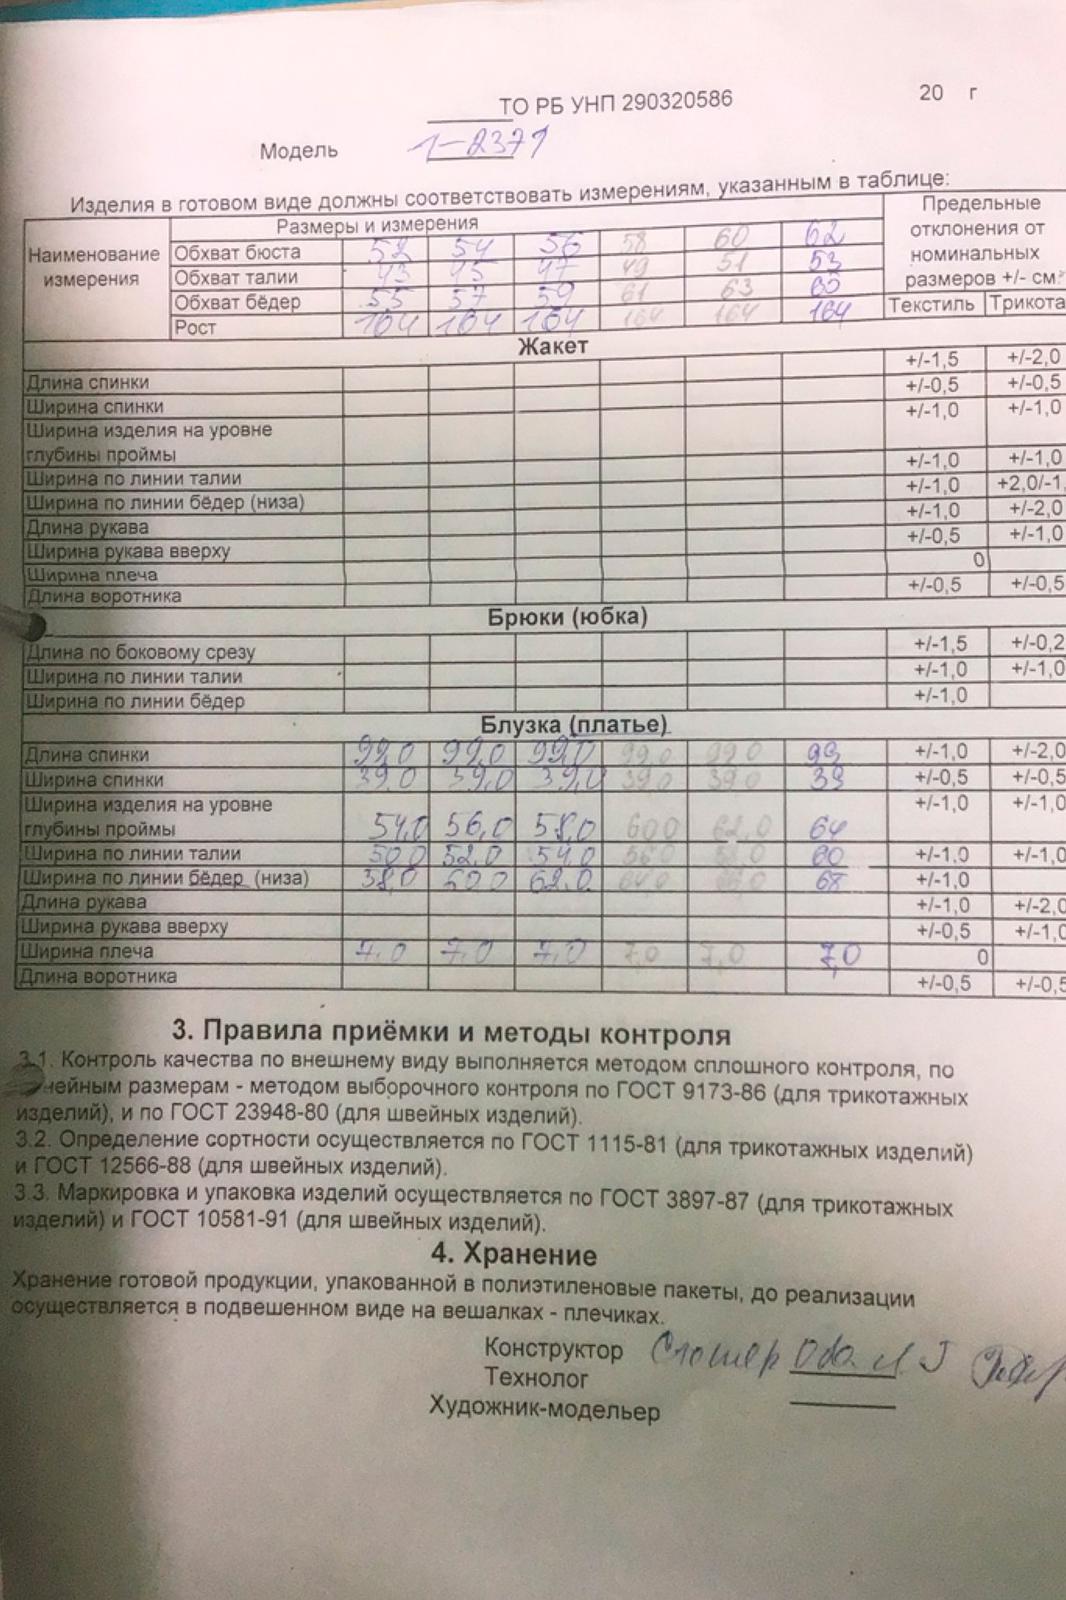 ТО РБ УНП 290320586 20 г
Модель 1-2371
Изделия в готовом виде должны соответствовать измерениям, указанным в таблице:
Наименование измерения Размеры и измерения Предельные отклонения от номинальных размеров +/- см.
Обхват бюста 52 54 56 58 60 62
Обхват талии 43 45 47 49 51 53
Обхват бёдер 55 57 59 61 63
Рост 164 164 164 164 164 164 Текстиль Трикота
Жакет
Длина спинки +/-1,5 +/-2,0
Ширина спинки +/-0,5 +/-0,5
Ширина изделия на уровне +/-1,0 +/-1,0
глубины проймы
Ширина по линии талии +/-1,0 +/-1,0
Ширина по линии бёдер (низа) +/-1,0 +2,0/-1,
Длина рукава +/-1,0 +/-2,0
Ширина рукава вверху +/-0,5 +/-1,0
Ширина плеча 0
Длина воротника +/-0,5 +/-0,5
Брюки (юбка)
Длина по боковому срезу +/-1,5 +/-0,2
Ширина по линии талии +/-1,0 +/-1,0
Ширина по линии бёдер +/-1,0
Блузка (платье)
Длина спинки 99,0 99,0 99,0 99,0 99,0 99 +/-1,0 +/-2,0
Ширина спинки 39,0 39,0 39,0 39,0 39,0 39 +/-0,5 +/-0,5
Ширина изделия на уровне +/-1,0 +/-1,0
глубины проймы 54,0 56,0 58,0 60,0 62,0 64
Ширина по линии талии 50,0 52,0 54,0 56,0 60 +/-1,0 +/-1,0
Ширина по линии бёдер (низа) 60,0 62,0 64,0 +/-1,0
Длина рукава +/-1,0 +/-2,0
Ширина рукава вверху +/-0,5 +/-1,0
Ширина плеча 7,0 7,0 7,0 7,0 7,0 7,0 0
Длина воротника +/-0,5 +/-0,5
3. Правила приёмки и методы контроля
3.1. Контроль качества по внешнему виду выполняется методом сплошного контроля, по
нейным размерам - методом выборочного контроля по ГОСТ 9173-86 (для трикотажных
изделий), и по ГОСТ 23948-80 (для швейных изделий).
3.2. Определение сортности осуществляется по ГОСТ 1115-81 (для трикотажных изделий)
и ГОСТ 12566-88 (для швейных изделий).
3.3. Маркировка и упаковка изделий осуществляется по ГОСТ 3897-87 (для трикотажных
изделий) и ГОСТ 10581-91 (для швейных изделий).
4. Хранение
Хранение готовой продукции, упакованной в полиэтиленовые пакеты, до реализации
осуществляется в подвешенном виде на вешалках - плечиках.
Конструктор
Технолог
Художник-модельер